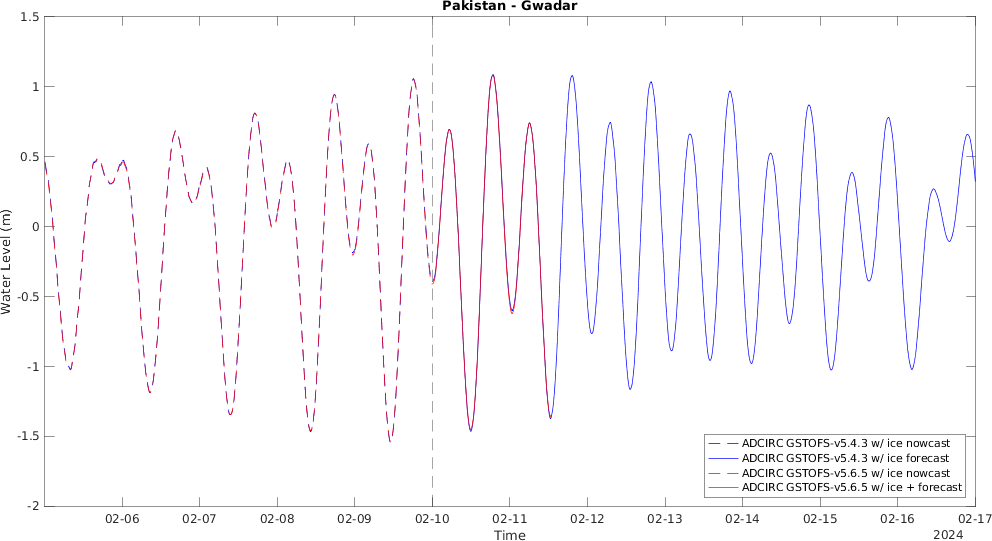 Pakistan - Gwadar
1.5
1
0.5
0
-0.5
-1
-1.5
-2
Water Level (m)
02-06 02-07 02-08 02-09 02-10 02-11 02-12 02-13 02-14 02-15 02-16 02-17
Time
2024
ADCIRC GSTOFS-v5.4.3 w/ ice nowcast
ADCIRC GSTOFS-v5.4.3 w/ ice forecast
ADCIRC GSTOFS-v5.6.5 w/ ice nowcast
ADCIRC GSTOFS-v5.6.5 w/ ice + forecast